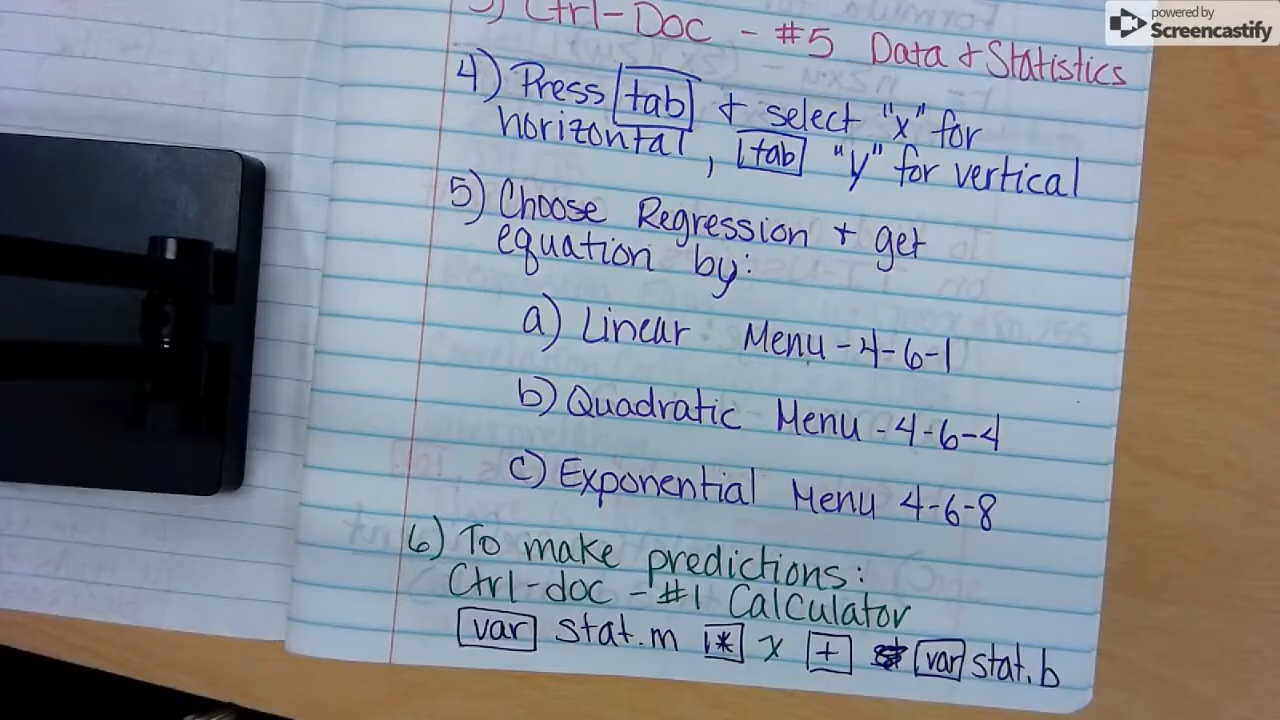 powered by
Screencastify
3) Ctrl-Doc - #5 Data + Statistics
4) Press tab + select "x" for
horizontal, tab "y" for vertical
5) Choose Regression + get
equation by:
a) Linear: Menu-4-6-1
b) Quadratic Menu-4-6-4
c) Exponential Menu 4-6-8
6) To make predictions:
Ctrl-doc - #1 Calculator
var stat.m * x + var stat.b